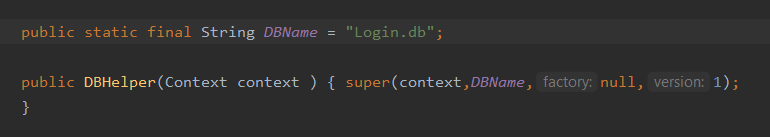 public static final String DBName = "Login.db";
public DBHelper(Context context ) { super(context,DBName, factory: null, version: 1);
}